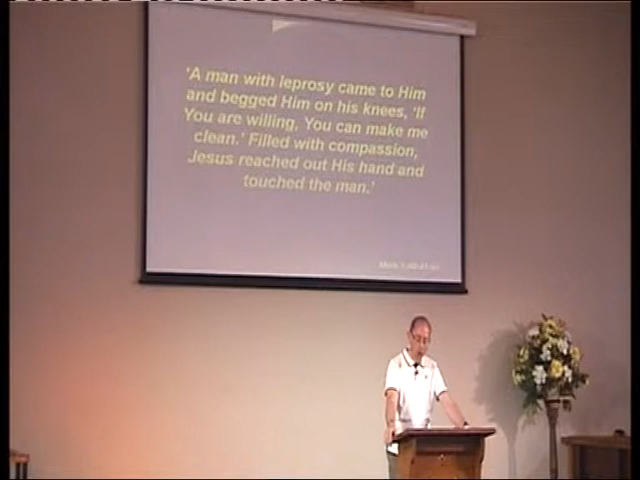 'A man with leprosy came to Him
and begged Him on his knees, 'If
You are willing, You can make me
clean.' Filled with compassion,
Jesus reached out His hand and
touched the man.'
Mark